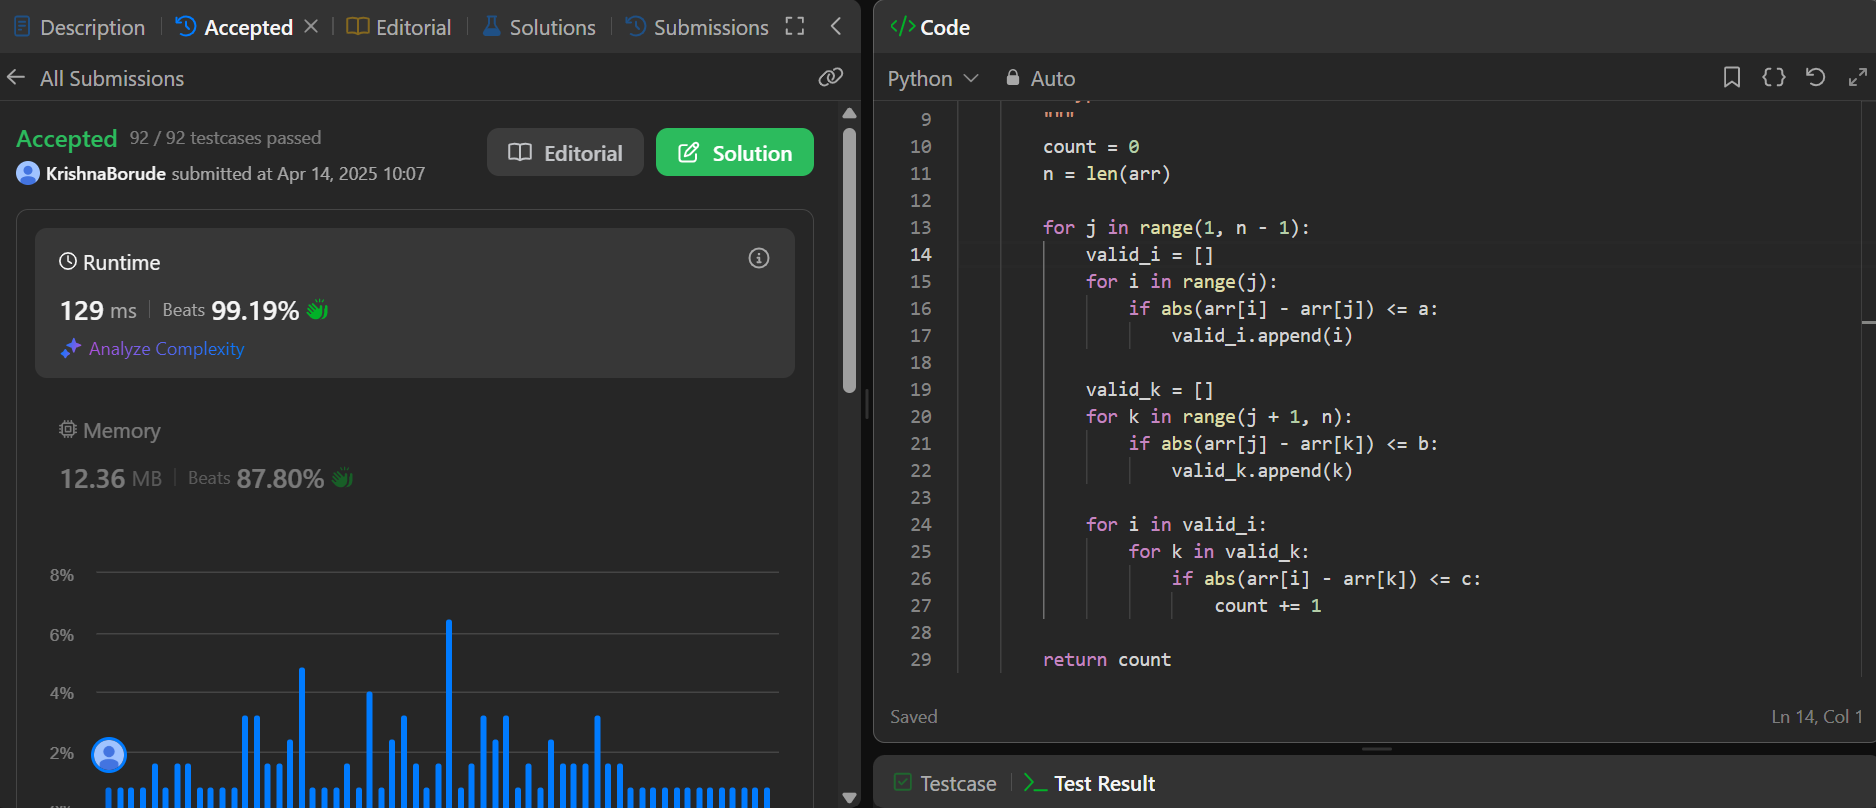 Description
Accepted
Editorial
Solutions
Submissions
All Submissions
Accepted 92 / 92 testcases passed
KrishnaBorude submitted at Apr 14, 2025 10:07
Editorial
Solution
Runtime
129 ms Beats 99.19%
Analyze Complexity
Memory
12.36 MB Beats 87.80%
8%
6%
4%
2%
</> Code
Python Auto
9 """
10 count = 0
11 n = len(arr)
12
13 for j in range(1, n - 1):
14 valid_i = []
15 for i in range(j):
16 if abs(arr[i] - arr[j]) <= a:
17 valid_i.append(i)
18
19 valid_k = []
20 for k in range(j + 1, n):
21 if abs(arr[j] - arr[k]) <= b:
22 valid_k.append(k)
23
24 for i in valid_i:
25 for k in valid_k:
26 if abs(arr[i] - arr[k]) <= c:
27 count += 1
28
29 return count
Saved
Ln 14, Col 1
Testcase
Test Result